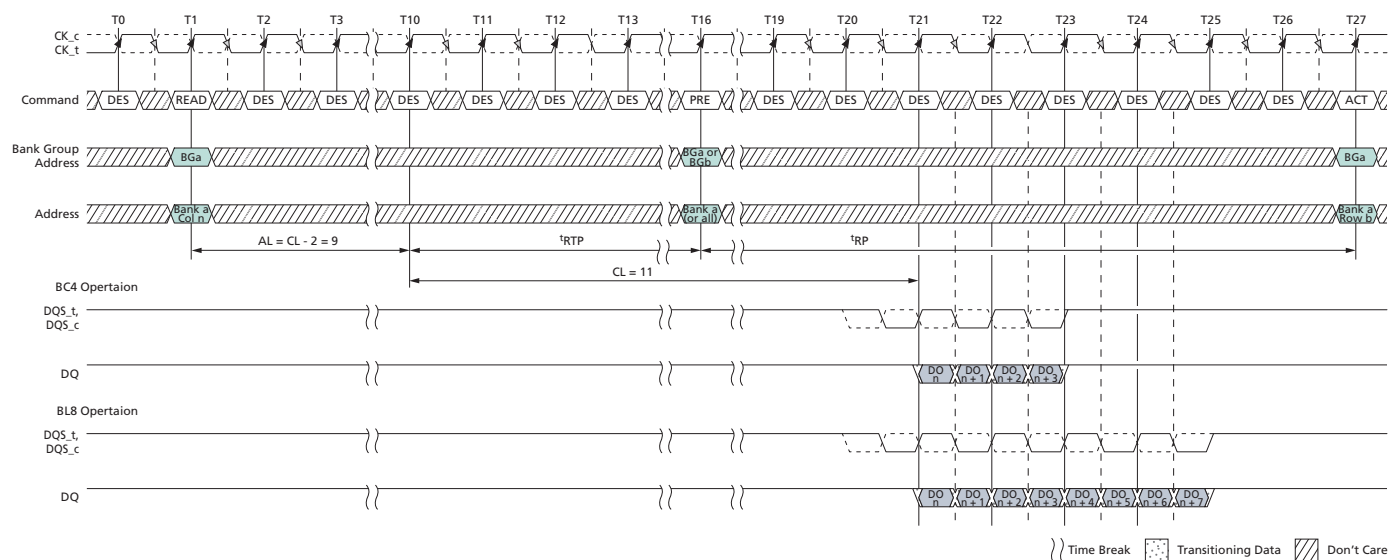 T0 T1 T2 T3 T10 T11 T12 T13 T16 T19 T20 T21 T22 T23 T24 T25 T26 T27
CK_c
CK_t
Command DES READ DES DES DES DES DES DES PRE DES DES DES DES DES DES DES DES ACT
Bank Group
Address
BGa
BGa or
BGb
BGa
Address
Bank a
Col n
Bank a
(or all)
Bank a
Row b
AL = CL - 2 = 9
tRTP
tRP
CL = 11
BC4 Opertaion
DQS_t,
DQS_c
DQ
DO
n
DO
n + 1
DO
n + 2
DO
n + 3
BL8 Opertaion
DQS_t,
DQS_c
DQ
DO
n
DO
n + 1
DO
n + 2
DO
n + 3
DO
n + 4
DO
n + 5
DO
n + 6
DO
n + 7
Time Break Transitioning Data Don't Care